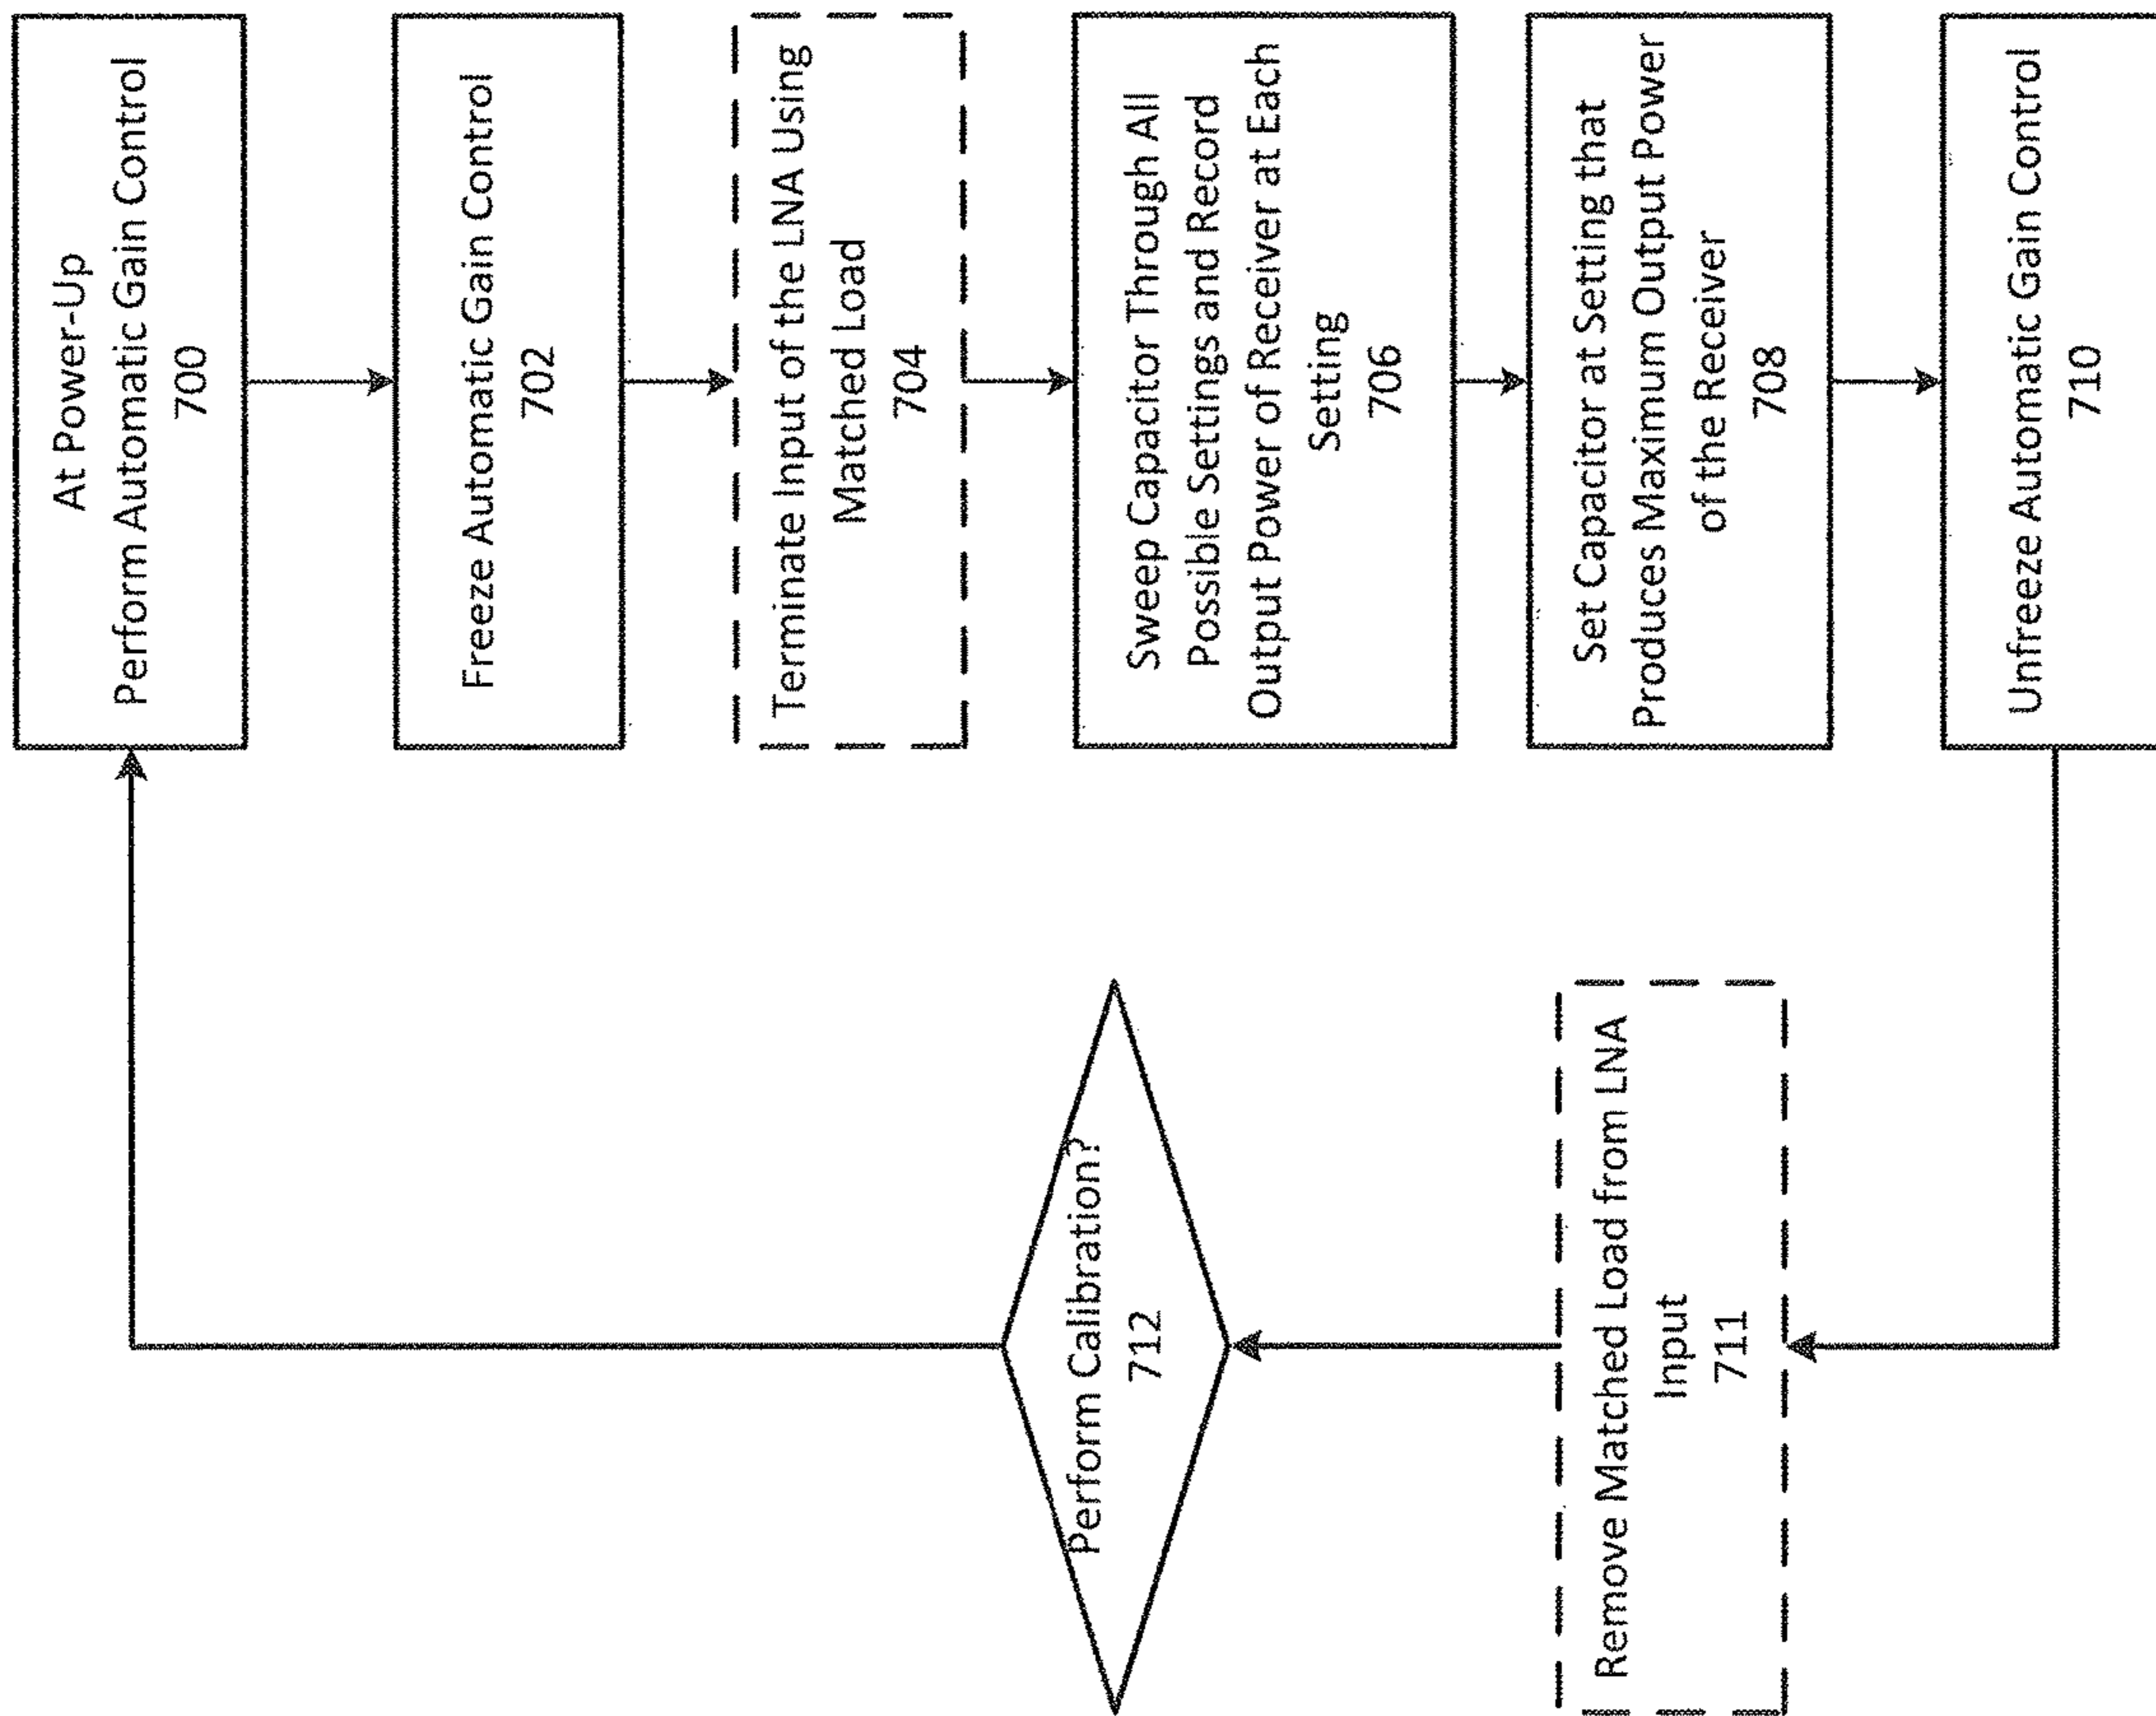 At Power-Up
Perform Automatic Gain Control
700
Freeze Automatic Gain Control
702
Terminate Input of the LNA Using
Matched Load
704
Sweep Capacitor Through All
Possible Settings and Record
Output Power of Receiver at Each
Setting
706
Set Capacitor at Setting that
Produces Maximum Output Power
of the Receiver
708
Unfreeze Automatic Gain Control
710
Remove Matched Load from LNA
Input
711
Perform Calibration?
712